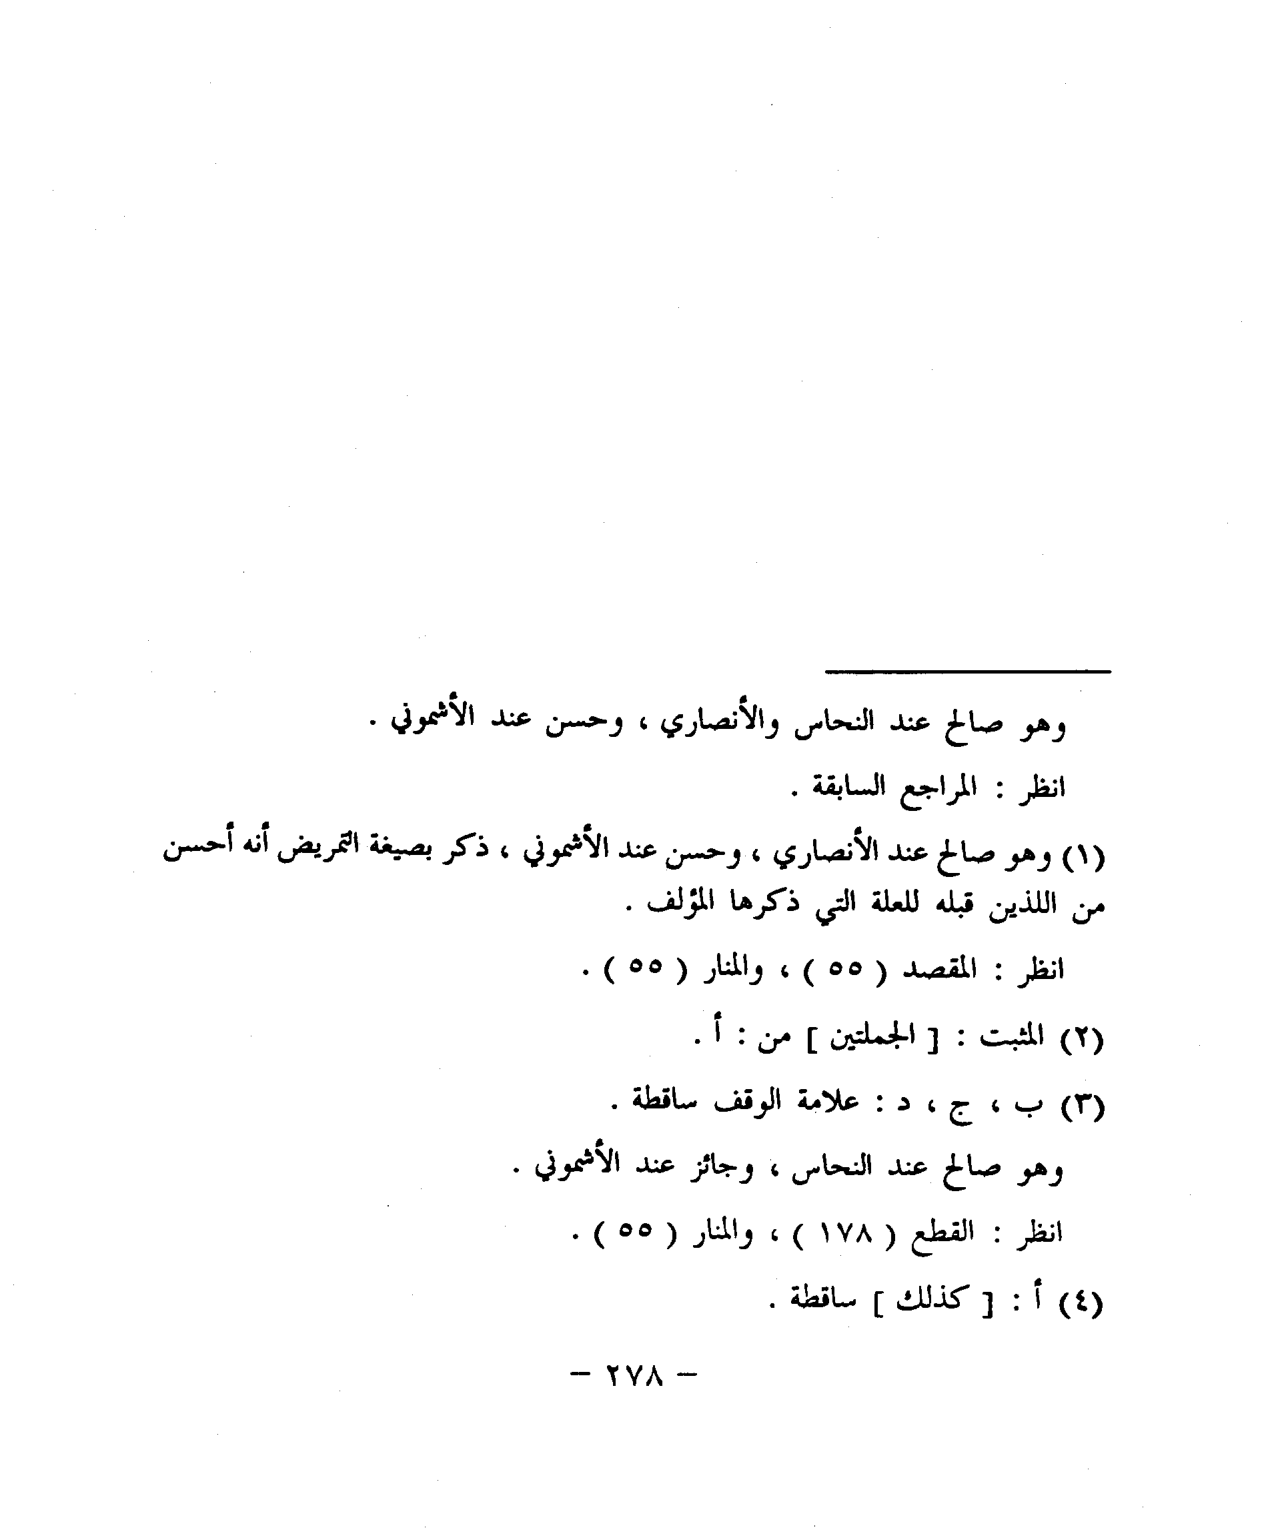 وهو صالح عند النحاس والأنصاري ، وحسن عند الأشموني .
انظر : المراجع السابقة .
(١) وهو صالح عند الأنصاري ، وحسن عند الأشموني ، ذكر بصيغة التمريض أنه أحسن
من اللذين قبله للعلة التي ذكرها المؤلف .
انظر : المقصد ( ٥٥ ) ، والمنار ( ٥٥ ) .
(٢) المثبت : [ الجملتين ] من : أ .
(٣) ب ، ج ، د : علامة الوقف ساقطة .
وهو صالح عند النحاس ، وجائز عند الأشموني .
انظر : القطع ( ١٧٨ ) ، والمنار ( ٥٥ ) .
(٤) أ : [ كذلك ] ساقطة .
– ٢٧٨ –